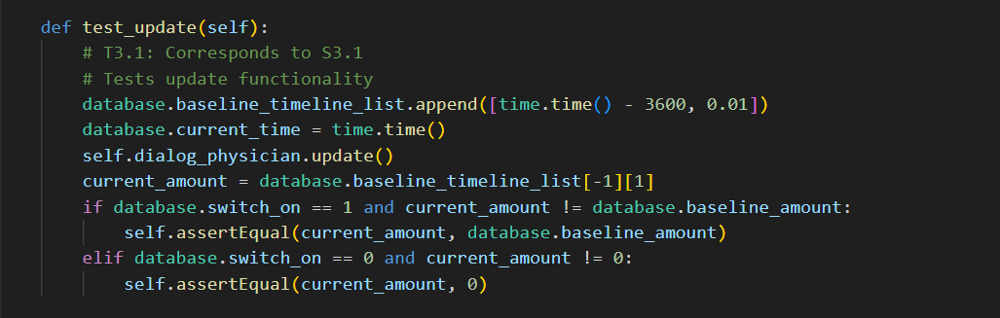 def test_update(self):
    # T3.1: Corresponds to S3.1
    # Tests update functionality
    database.baseline_timeline_list.append([time.time() - 3600, 0.01])
    database.current_time = time.time()
    self.dialog_physician.update()
    current_amount = database.baseline_timeline_list[-1][1]
    if database.switch_on == 1 and current_amount != database.baseline_amount:
        self.assertEqual(current_amount, database.baseline_amount)
    elif database.switch_on == 0 and current_amount != 0:
        self.assertEqual(current_amount, 0)